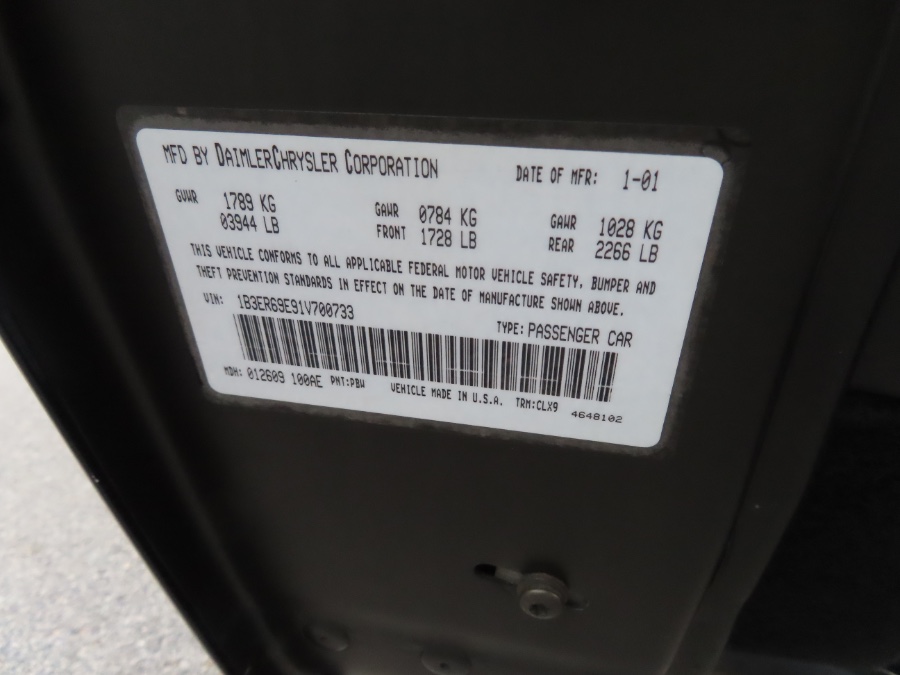 MFD BY DAIMLERCHRYSLER CORPORATION DATE OF MFR: 1-01
GVWR 1789 KG GAWR 0784 KG GAWR 1028 KG
03944 LB FRONT 1728 LB REAR 2266 LB
THIS VEHICLE CONFORMS TO ALL APPLICABLE FEDERAL MOTOR VEHICLE SAFETY, BUMPER AND
THEFT PREVENTION STANDARDS IN EFFECT ON THE DATE OF MANUFACTURE SHOWN ABOVE.
VIN: 1B3ER69E91V700733 TYPE: PASSENGER CAR
MDH: 012609 100AE PNT:PBW VEHICLE MADE IN U.S.A. TRM:CLX9 4648102